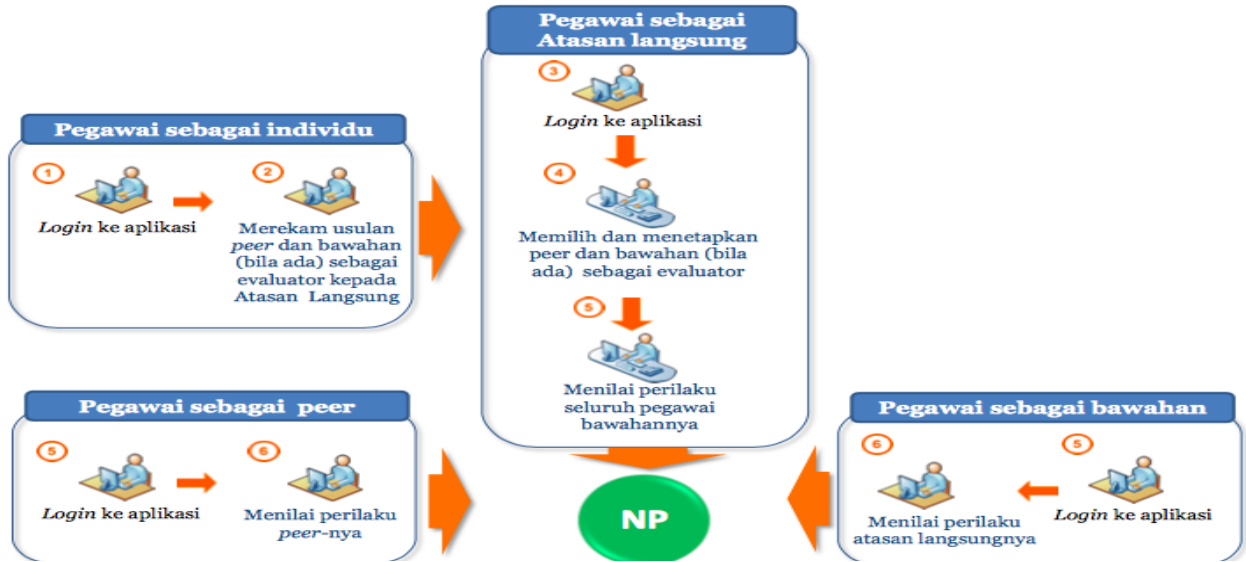 Pegawai sebagai individu
1
Login ke aplikasi
2
Merekam usulan
peer dan bawahan
(bila ada) sebagai
evaluator kepada
Atasan Langsung
Pegawai sebagai
Atasan langsung
3
Login ke aplikasi
4
Memilih dan menetapkan
peer dan bawahan (bila
ada) sebagai evaluator
5
Menilai perilaku
seluruh pegawai
bawahannya
Pegawai sebagai peer
5
Login ke aplikasi
6
Menilai perilaku
peer-nya
NP
Pegawai sebagai bawahan
6
Menilai perilaku
atasan langsungnya
5
Login ke aplikasi